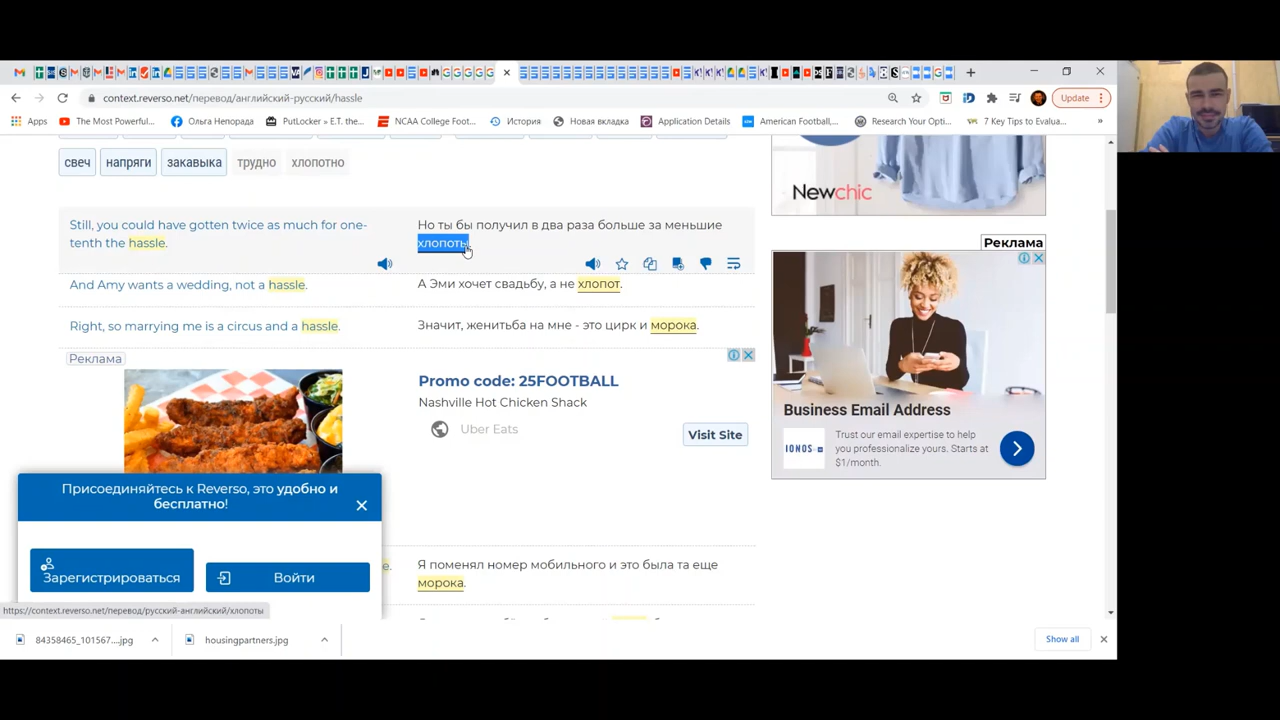 context.reverso.net/перевод/английский-русский/hassle
Update
Apps
The Most Powerful...
Ольга Непорада
PutLocker » E.T. the...
NCAA College Foot...
История
Новая вкладка
Application Details
American Football,...
Research Your Opti...
7 Key Tips to Evalua...
»
свеч
напряги
закавыка
трудно
хлопотно
Still, you could have gotten twice as much for one-
tenth the hassle.
Но ты бы получил в два раза больше за меньшие
хлопоты
And Amy wants a wedding, not a hassle.
А Эми хочет свадьбу, а не хлопот.
Right, so marrying me is a circus and a hassle.
Значит, женитьба на мне - это цирк и морока.
Реклама
Promo code: 25FOOTBALL
Nashville Hot Chicken Shack
Uber Eats
Visit Site
Присоединяйтесь к Reverso, это удобно и
бесплатно!
Зарегистрироваться
Войти
e.
Я поменял номер мобильного и это была та еще
морока.
Newchic
Реклама
Business Email Address
IONOS
Trust our email expertise to help
you professionalize yours. Starts at
$1/month.
https://context.reverso.net/перевод/русский-английский/хлопоты
84358465_101567....jpg
housingpartners.jpg
Show all